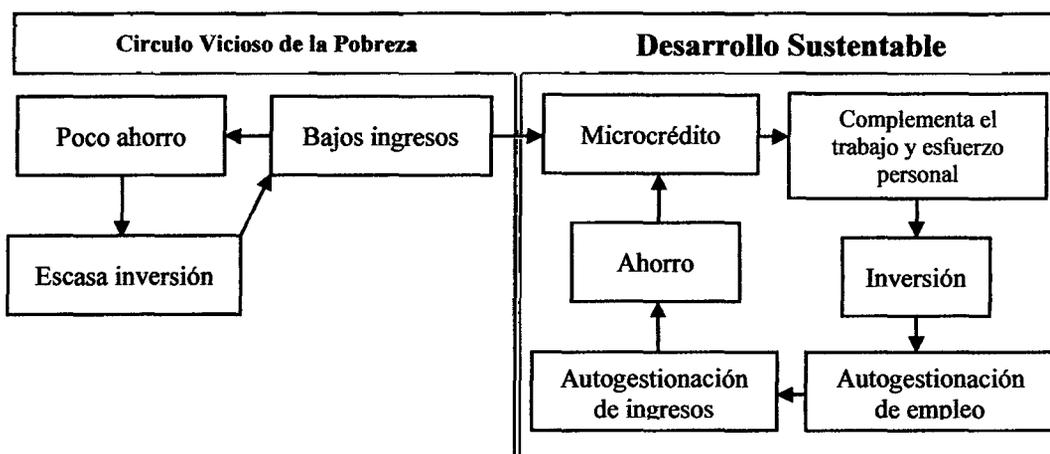 Circulo Vicioso de la Pobreza
Desarrollo Sustentable
Poco ahorro
Bajos ingresos
Microcrédito
Complementa el
trabajo y esfuerzo
personal
Escasa inversión
Ahorro
Inversión
Autogestionación
de ingresos
Autogestionación
de empleo